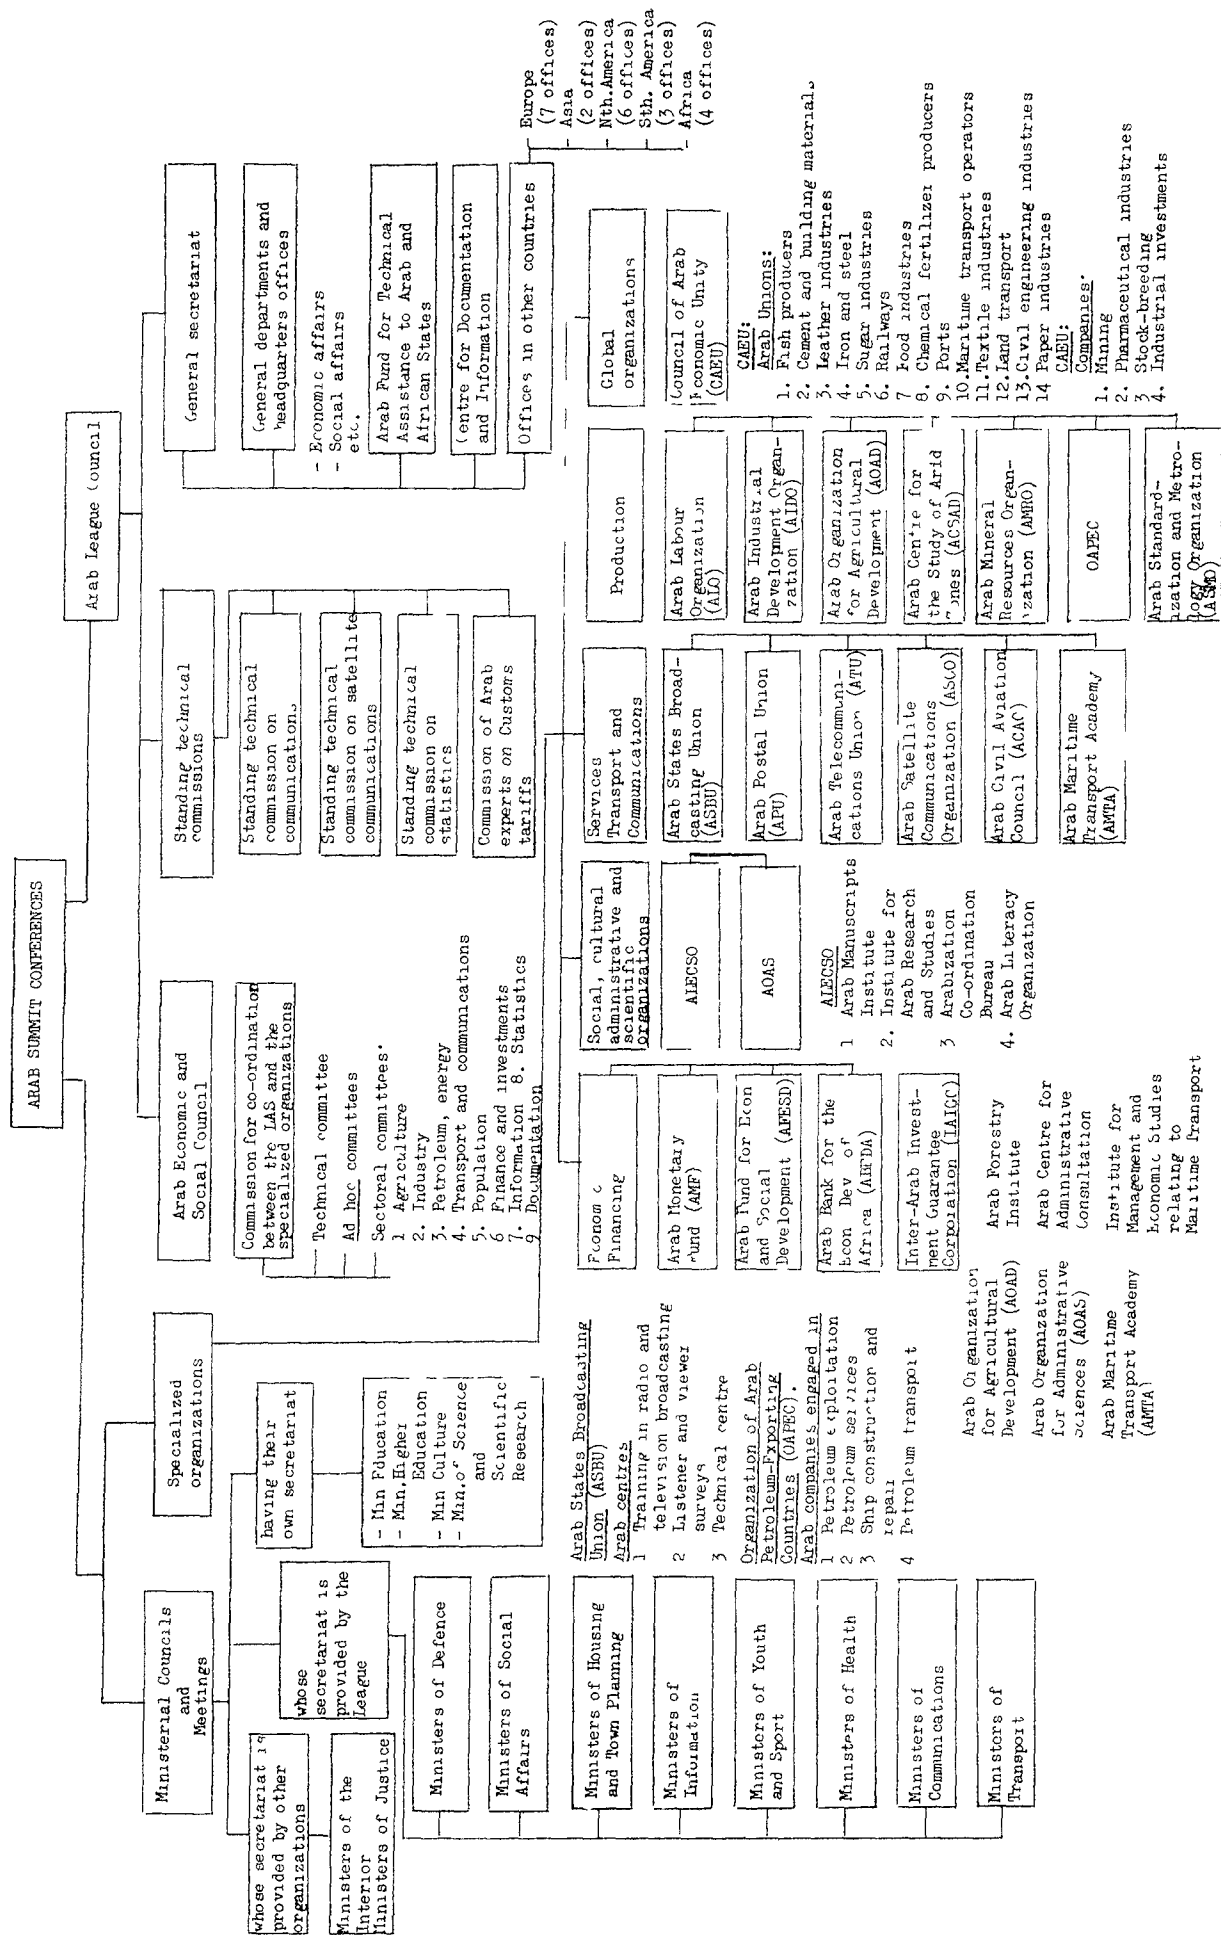 ARAB SUMMIT CONFERENCES
Arab League Council
Ministerial Councils
and
Meetings
Specialized
organizations
Arab Economic and
Social Council
Standing technical
commissions
General secretariat
whose secretariat is
provided by other
organizations
Ministers of the
Interior
Ministers of Justice
whose
secretariat is
provided by the
League
Ministers of Defence
Ministers of Social
Affairs
Ministers of Housing
and Town Planning
Ministers of
Information
Ministers of Youth
and Sport
Ministers of Health
Ministers of
Communications
Ministers of
Transport
having their
own secretariat
- Min Education
- Min. Higher
Education
- Min Culture
- Min. of Science
and
Scientific
Research
Commission for co-ordination
between the LAS and the
specialized organizations
Technical committee
Ad hoc committees
Sectoral committees.
1 Agriculture
2. Industry
3. Petroleum, energy
4. Transport and communications
5. Population
6 Finance and investments
7. Information 8. Statistics
9 Documentation
Standing technical
commission on
communications
Standing technical
commission on satellite
communications
Standing technical
commission on
statistics
Commission of Arab
experts on Customs
tariffs
General departments and
headquarters offices
- Economic affairs
- Social affairs
etc.
Arab Fund for Technical
Assistance to Arab and
African States
Centre for Documentation
and Information
Offices in other countries
Europe
(7 offices)
Asia
(2 offices)
Nth.America
(6 offices)
Sth. America
(3 offices)
Africa
(4 offices)
Economic
Financing
Arab Monetary
Fund (AMF)
Arab Fund for Econ
and Social
Development (AFESD)
Arab Bank for the
Econ Dev of
Africa (ABFDA)
Inter-Arab Invest-
ment Guarantee
Corporation (IAIGC)
Social, cultural
administrative and
scientific
organizations
ALECSO
AOAS
ALECSO
1 Arab Manuscripts
Institute
2. Institute for
Arab Research
and Studies
3 Arabization
Co-ordination
Bureau
4. Arab Literacy
Organization
Services
Transport and
Communications
Arab States Broad-
casting Union
(ASBU)
Arab Postal Union
(APU)
Arab Telecommuni-
cations Union (ATU)
Arab Satellite
Communications
Organization (ASCO)
Arab Civil Aviation
Council (ACAC)
Arab Maritime
Transport Academy
(AMTA)
Production
Arab Labour
Organization
(ALO)
Arab Industrial
Development Organ-
zation (AIDO)
Arab Organization
for Agricultural
Development (AOAD)
Arab Centre for
the Study of Arid
Zones (ACSAD)
Arab Mineral
Resources Organ-
ization (AMRO)
OAPEC
Arab Standard-
ization and Metro-
logy Organization
(ASMO)
Global
organizations
Council of Arab
Economic Unity
(CAEU)
CAEU:
Arab Unions:
1. Fish producers
2. Cement and building materials
3. Leather industries
4. Iron and steel
5. Sugar industries
6. Railways
7 Food industries
8. Chemical fertilizer producers
9. Ports
10.Maritime transport operators
11.Textile industries
12.Land transport
13.Civil engineering industries
14 Paper industries
CAEU:
Companies.
1. Mining
2. Pharmaceutical industries
3 Stock-breeding
4. Industrial investments
Arab States Broadcasting
Union (ASBU)
Arab centres
1 Training in radio and
television broadcasting
2 Listener and viewer
surveys
3 Technical centre
Organization of Arab
Petroleum-Exporting
Countries (OAPEC).
Arab companies engaged in
1 Petroleum exploitation
2 Petroleum services
3 Ship construction and
repair
4 Petroleum transport
Arab Organization
for Agricultural
Development (AOAD)
Arab Forestry
Institute
Arab Organization
for Administrative
Sciences (AOAS)
Arab Centre for
Administrative
Consultation
Arab Maritime
Transport Academy
(AMTA)
Institute for
Management and
Economic Studies
relating to
Maritime Transport